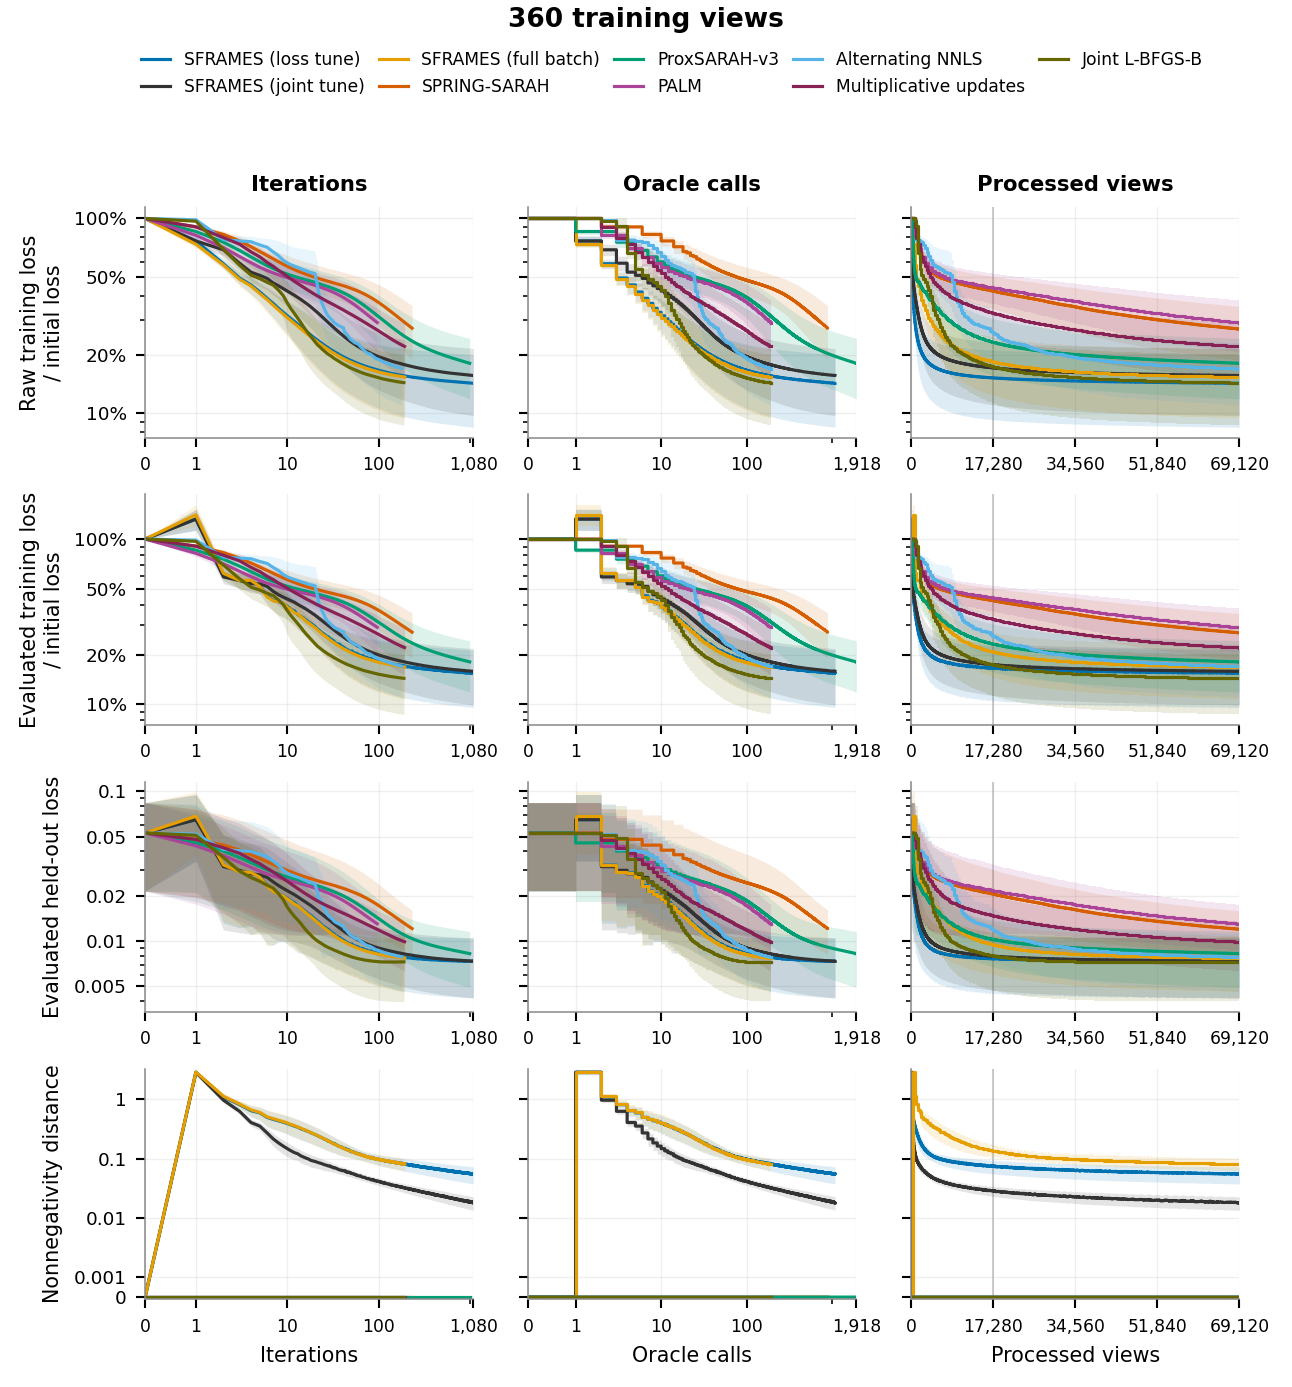 360 training views
SFRAMES (loss tune) SFRAMES (full batch) ProxSARAH-v3 Alternating NNLS Joint L-BFGS-B
SFRAMES (joint tune) SPRING-SARAH PALM Multiplicative updates
Iterations Oracle calls Processed views
Raw training loss
/ initial loss
100%
50%
20%
10%
0 1 10 100 1,080 0 1 10 100 1,918 0 17,280 34,560 51,840 69,120
Evaluated training loss
/ initial loss
100%
50%
20%
10%
0 1 10 100 1,080 0 1 10 100 1,918 0 17,280 34,560 51,840 69,120
Evaluated held-out loss
0.1
0.05
0.02
0.01
0.005
0 1 10 100 1,080 0 1 10 100 1,918 0 17,280 34,560 51,840 69,120
Nonnegativity distance
1
0.1
0.01
0.001
0
0 1 10 100 1,080 0 1 10 100 1,918 0 17,280 34,560 51,840 69,120
Iterations Oracle calls Processed views